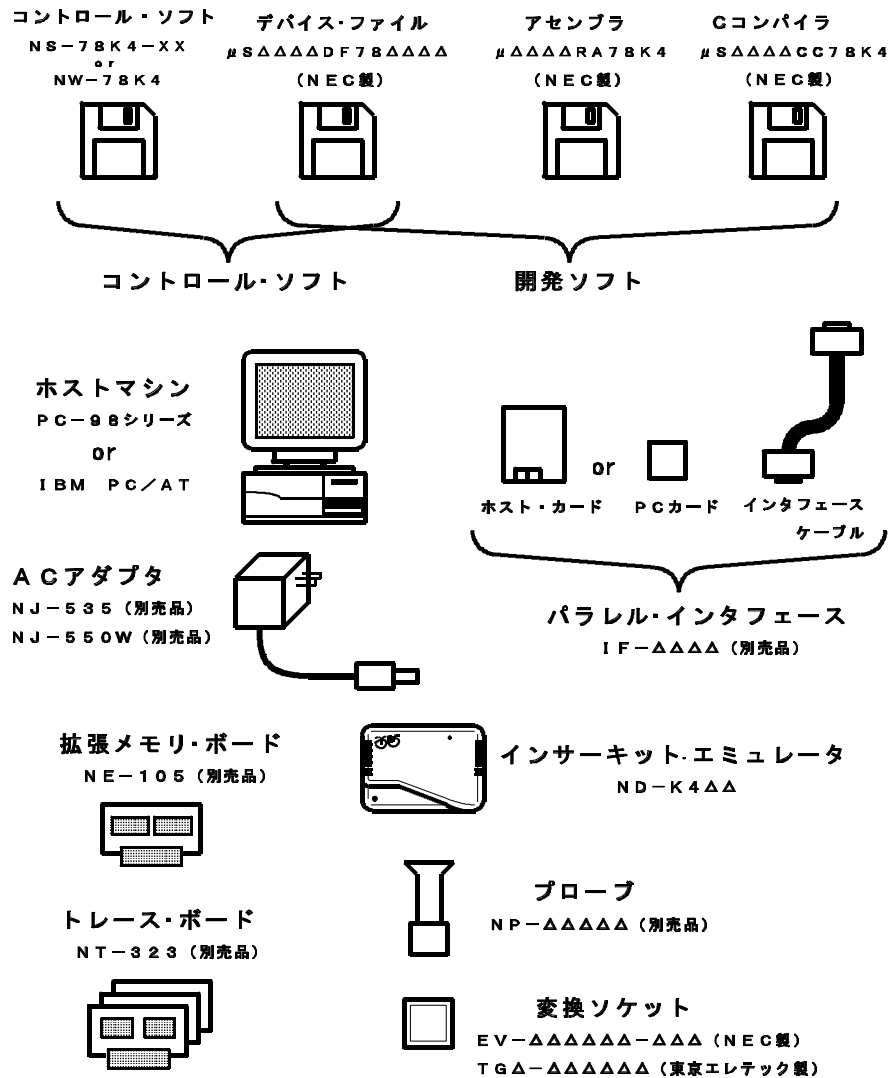 コントロール・ソフト
NS-78K4-XX
or
NW-78K4
デバイス・ファイル
μS△△△△DF78△△△△
(NEC製)
アセンブラ
μ△△△△RA78K4
(NEC製)
Cコンパイラ
μS△△△△CC78K4
(NEC製)
コントロール・ソフト
開発ソフト
ホストマシン
PC-98シリーズ
or
IBM PC/AT
ホスト・カード
or
PCカード
インタフェース
ケーブル
パラレル・インタフェース
IF-△△△△(別売品)
ACアダプタ
NJ-535(別売品)
NJ-550W(別売品)
拡張メモリ・ボード
NE-105(別売品)
インサーキット・エミュレータ
ND-K4△△
トレース・ボード
NT-323(別売品)
プローブ
NP-△△△△△(別売品)
変換ソケット
EV-△△△△△△-△△△(NEC製)
TG△-△△△△△△(東京エレテック製)